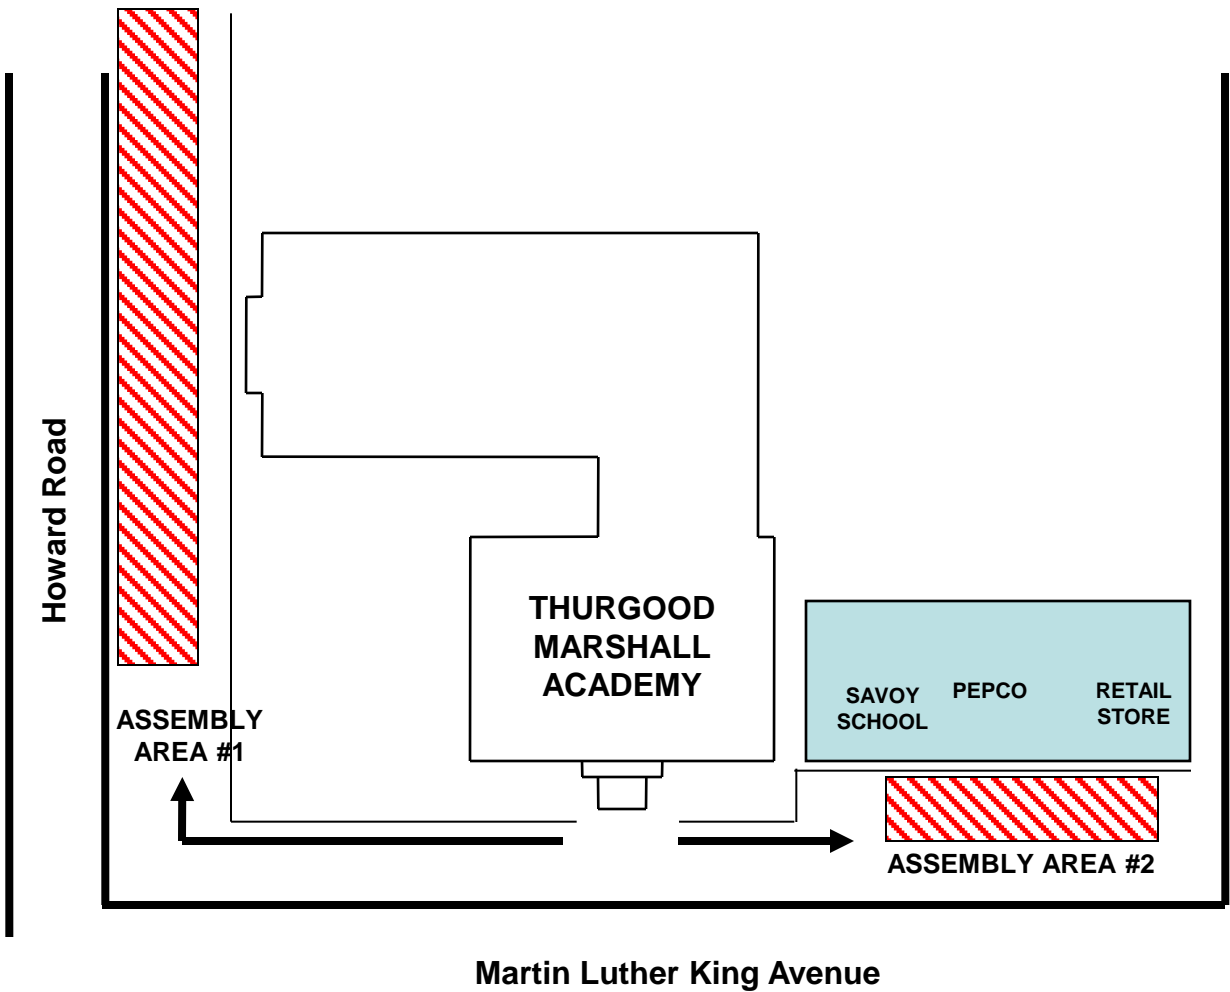 Howard Road
THURGOOD
MARSHALL
ACADEMY
SAVOY
SCHOOL
PEPCO
RETAIL
STORE
ASSEMBLY
AREA #1
ASSEMBLY AREA #2
Martin Luther King Avenue